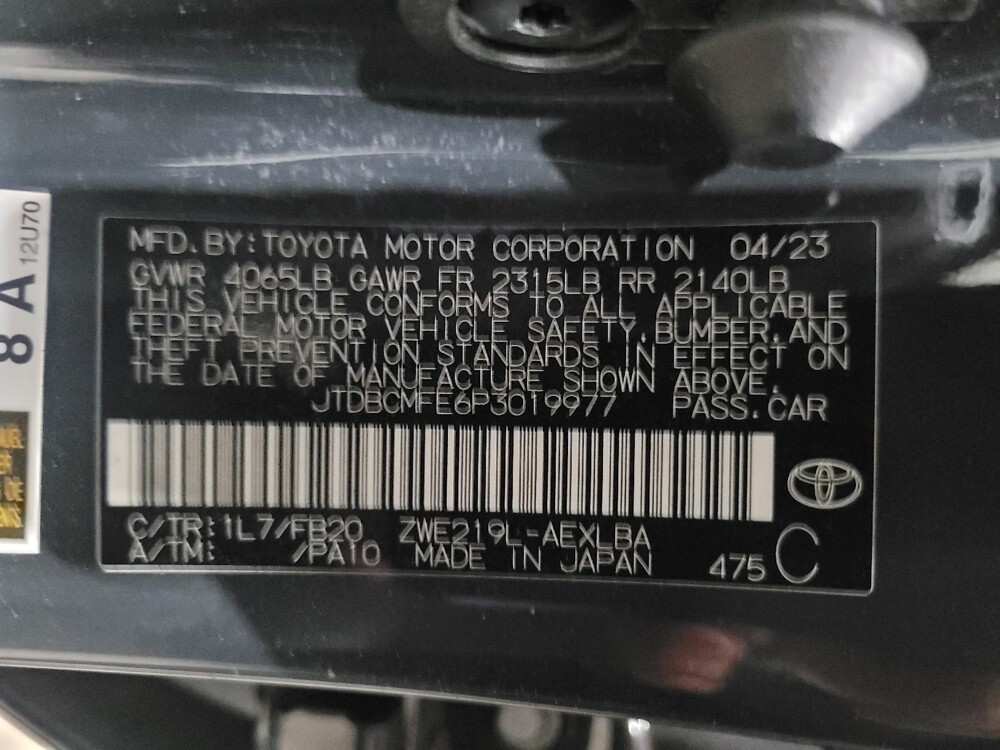 MFD.BY:TOYOTA MOTOR CORPORATION 04/23
GVWR 4065LB GAWR FR 2315LB RR 2140LB
THIS VEHICLE CONFORMS TO ALL APPLICABLE
FEDERAL MOTOR VEHICLE SAFETY,BUMPER,AND
THEFT PREVENTION STANDARDS IN EFFECT ON
THE DATE OF MANUFACTURE SHOWN ABOVE.
JTDBCMFE6P3019977 PASS.CAR
C/TR:1L7/FB20 ZWE219L-AEXLBA
A/TM: /PA10 MADE IN JAPAN 475 C
8 A 12U70